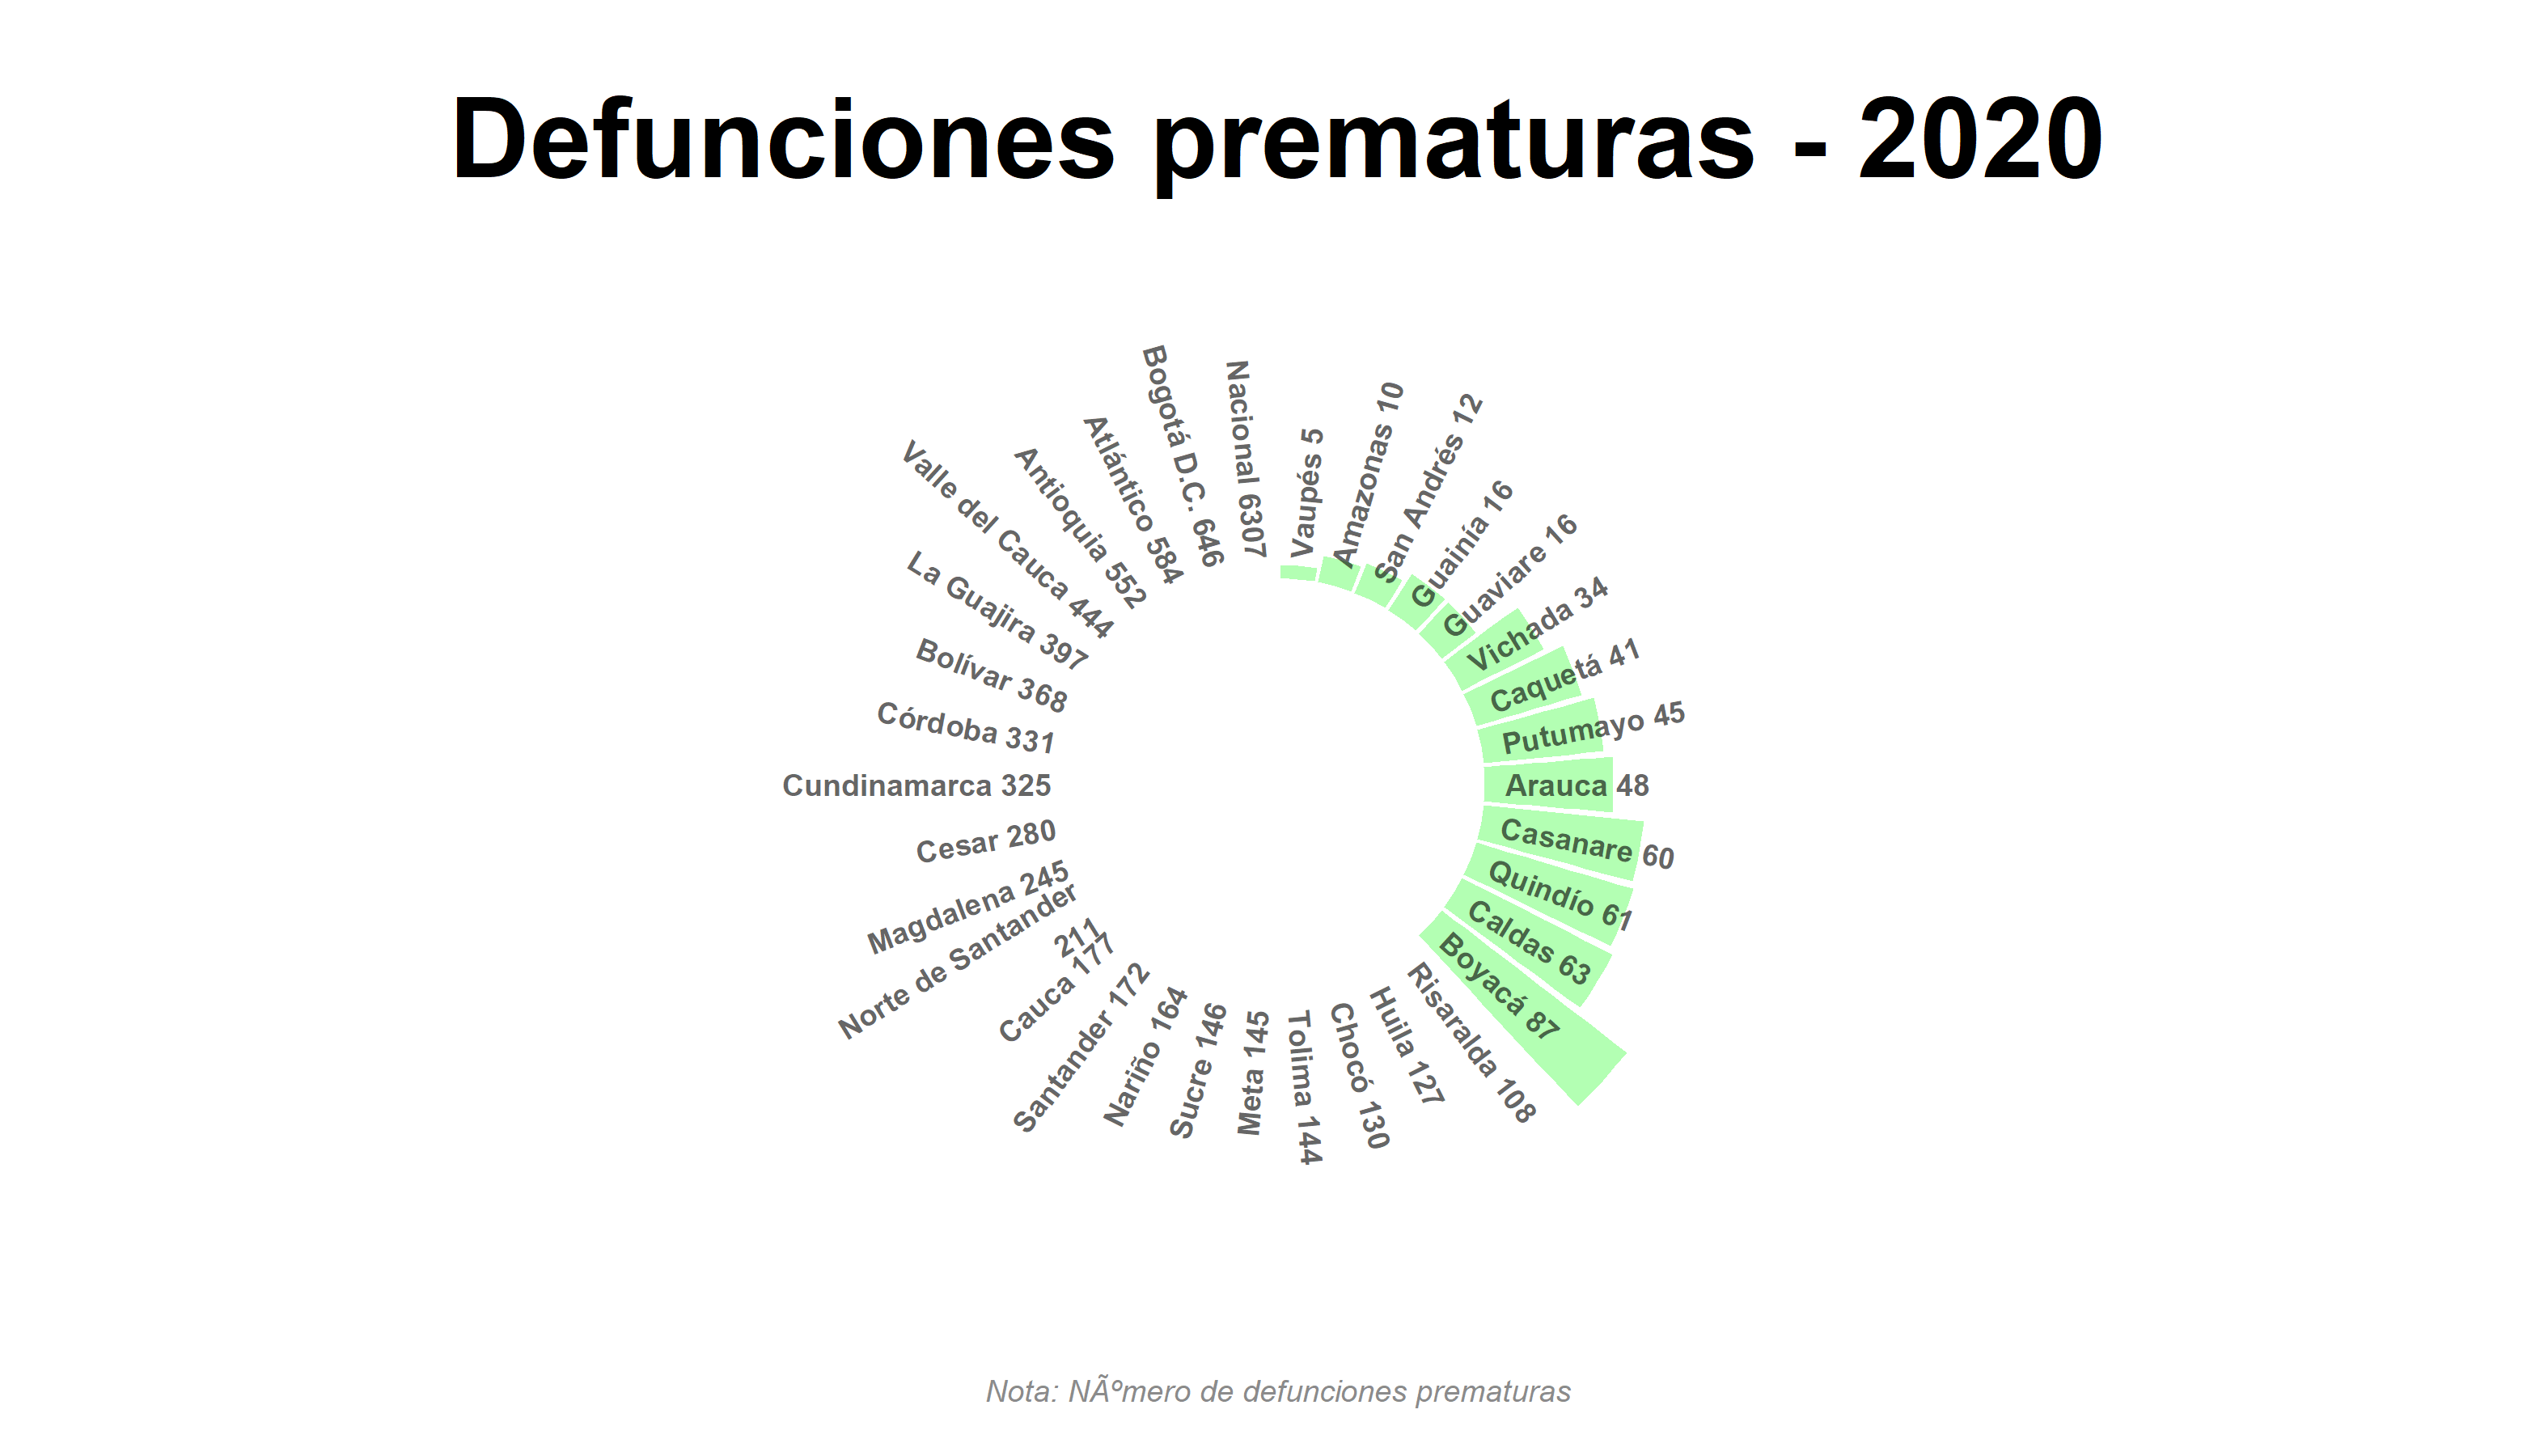 Defunciones prematuras - 2020
Vaupés 5
Amazonas 10
San Andrés 12
Guainía 16
Guaviare 16
Vichada 34
Caquetá 41
Putumayo 45
Arauca 48
Casanare 60
Quindío 61
Caldas 63
Boyacá 87
Risaralda 108
Huila 127
Chocó 130
Tolima 144
Meta 145
Sucre 146
Nariño 164
Santander 172
Cauca 177
Norte de Santander
211
Magdalena 245
Cesar 280
Cundinamarca 325
Córdoba 331
Bolívar 368
La Guajira 397
Valle del Cauca 444
Antioquia 552
Atlántico 584
Bogotá D.C. 646
Nacional 6307
Nota: NÃºmero de defunciones prematuras